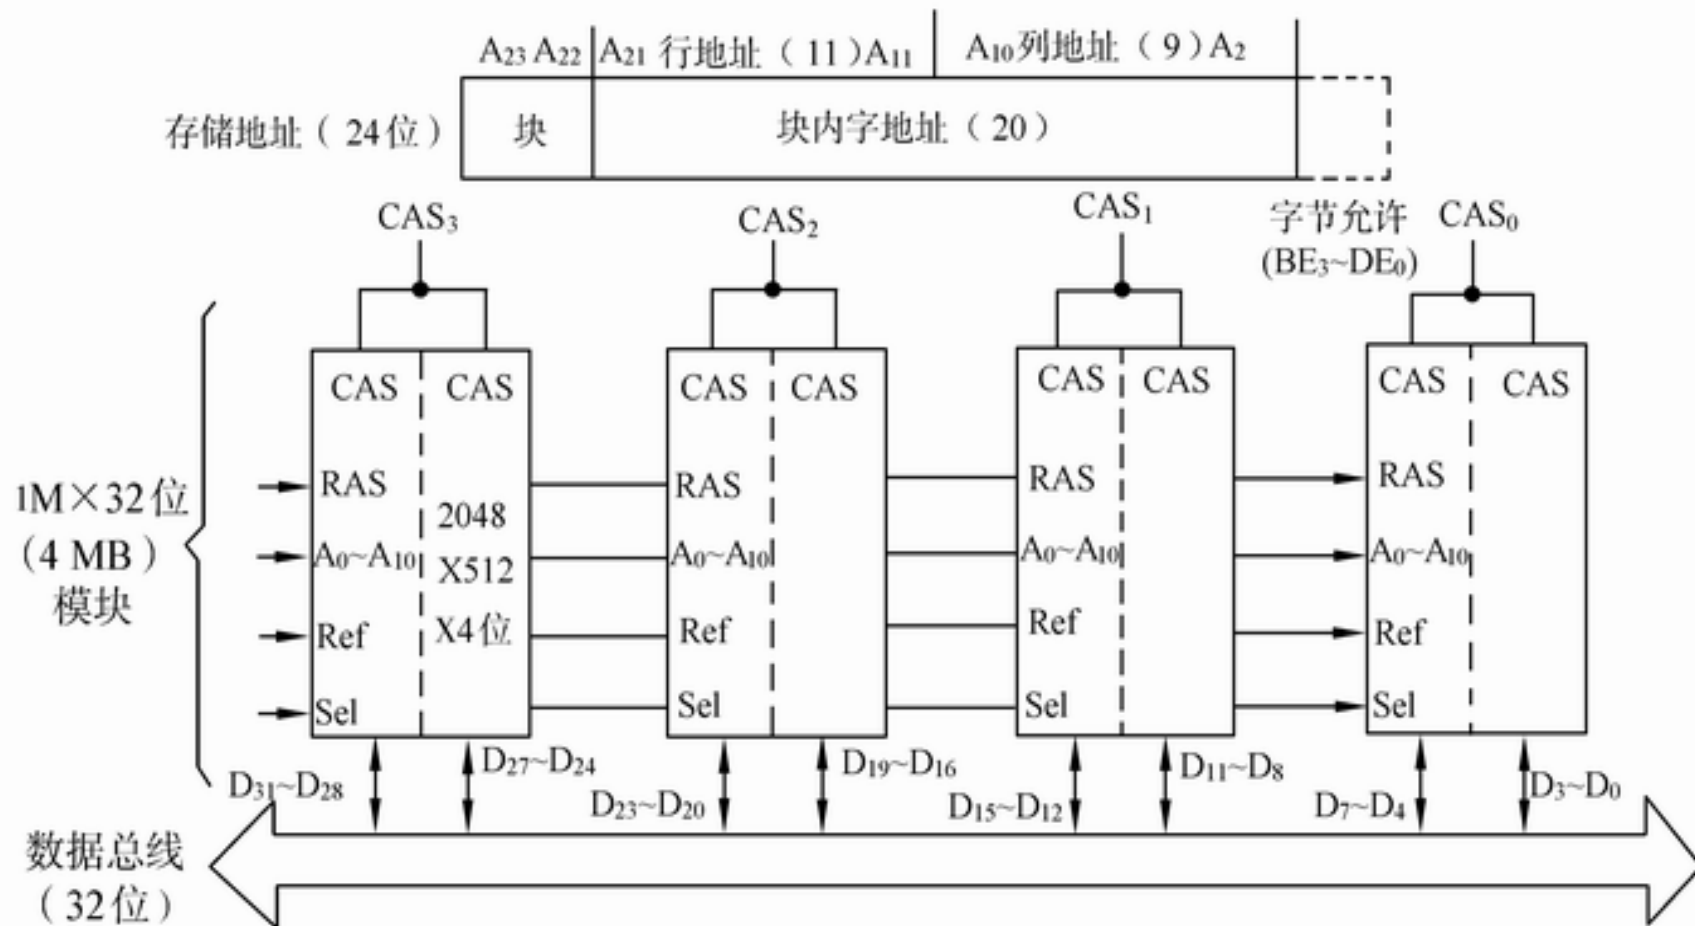 A23 A22 A21 行地址（11）A11 A10列地址（9）A2
存储地址（24位） 块 块内字地址（20）
CAS3 CAS2 CAS1 字节允许 CAS0
(BE3~DE0)
CAS CAS CAS CAS CAS CAS CAS CAS
RAS RAS RAS RAS
1M×32位
（4 MB）
模块
2048
X512
X4位
A0~A10 A0~A10 A0~A10 A0~A10
Ref Ref Ref Ref
Sel Sel Sel Sel
D31~D28 D27~D24 D23~D20 D19~D16 D15~D12 D11~D8 D7~D4 D3~D0
数据总线
（32位）